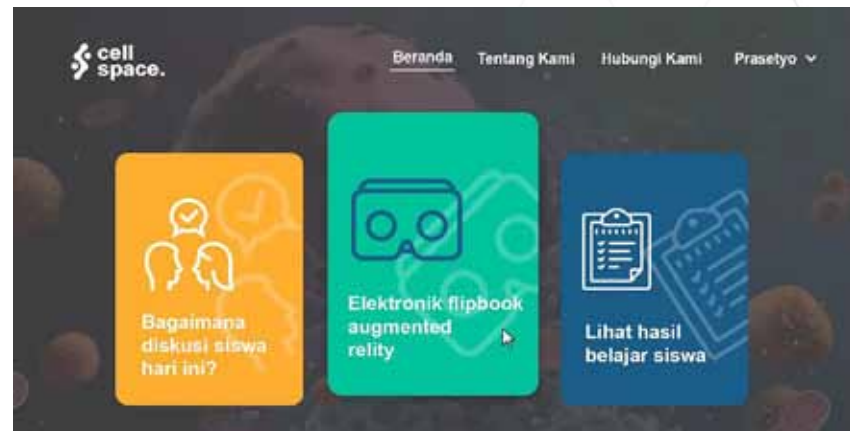 cell
space.
Beranda Tentang Kami Hubungi Kami Prasetyo
Bagaimana
diskusi siswa
hari ini?
Elektronik flipbook
augmented
relity
Lihat hasil
belajar siswa